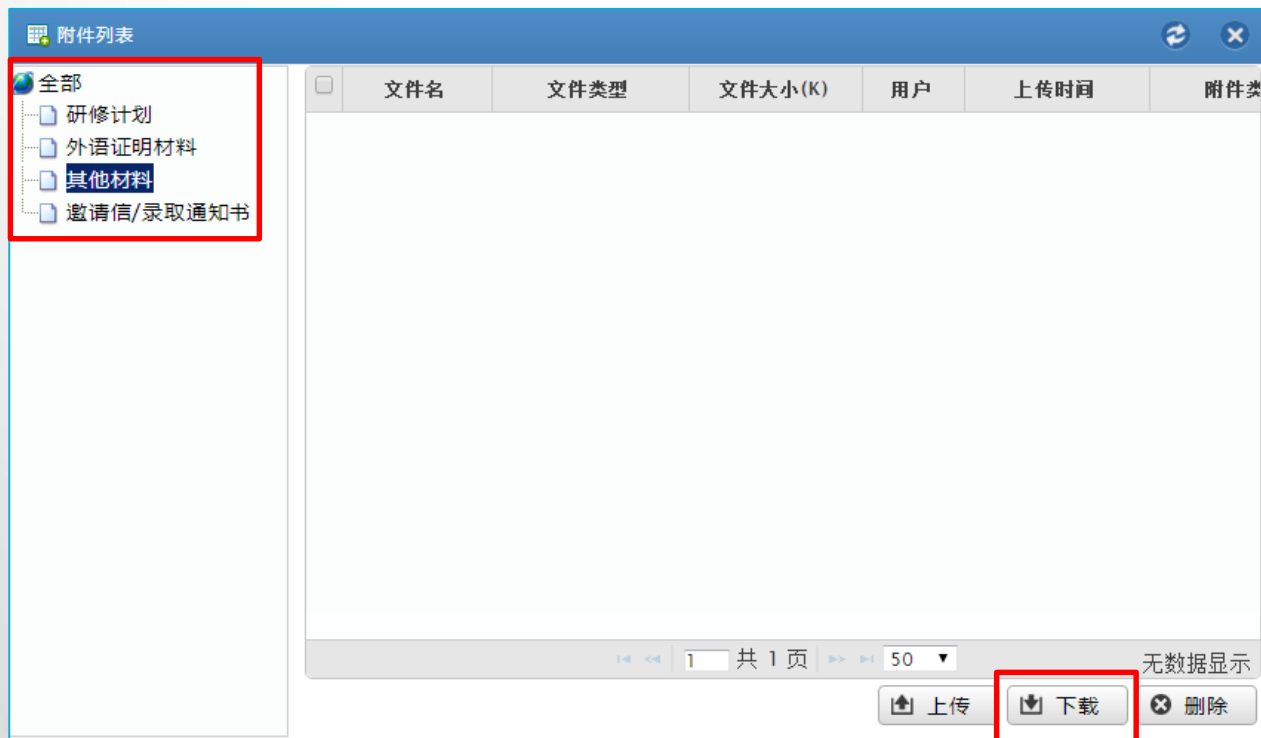 附件列表
全部
研修计划
外语证明材料
其他材料
邀请信/录取通知书
文件名 文件类型 文件大小(K) 用户 上传时间 附件类
1 共 1 页 50 无数据显示
上传 下载 删除